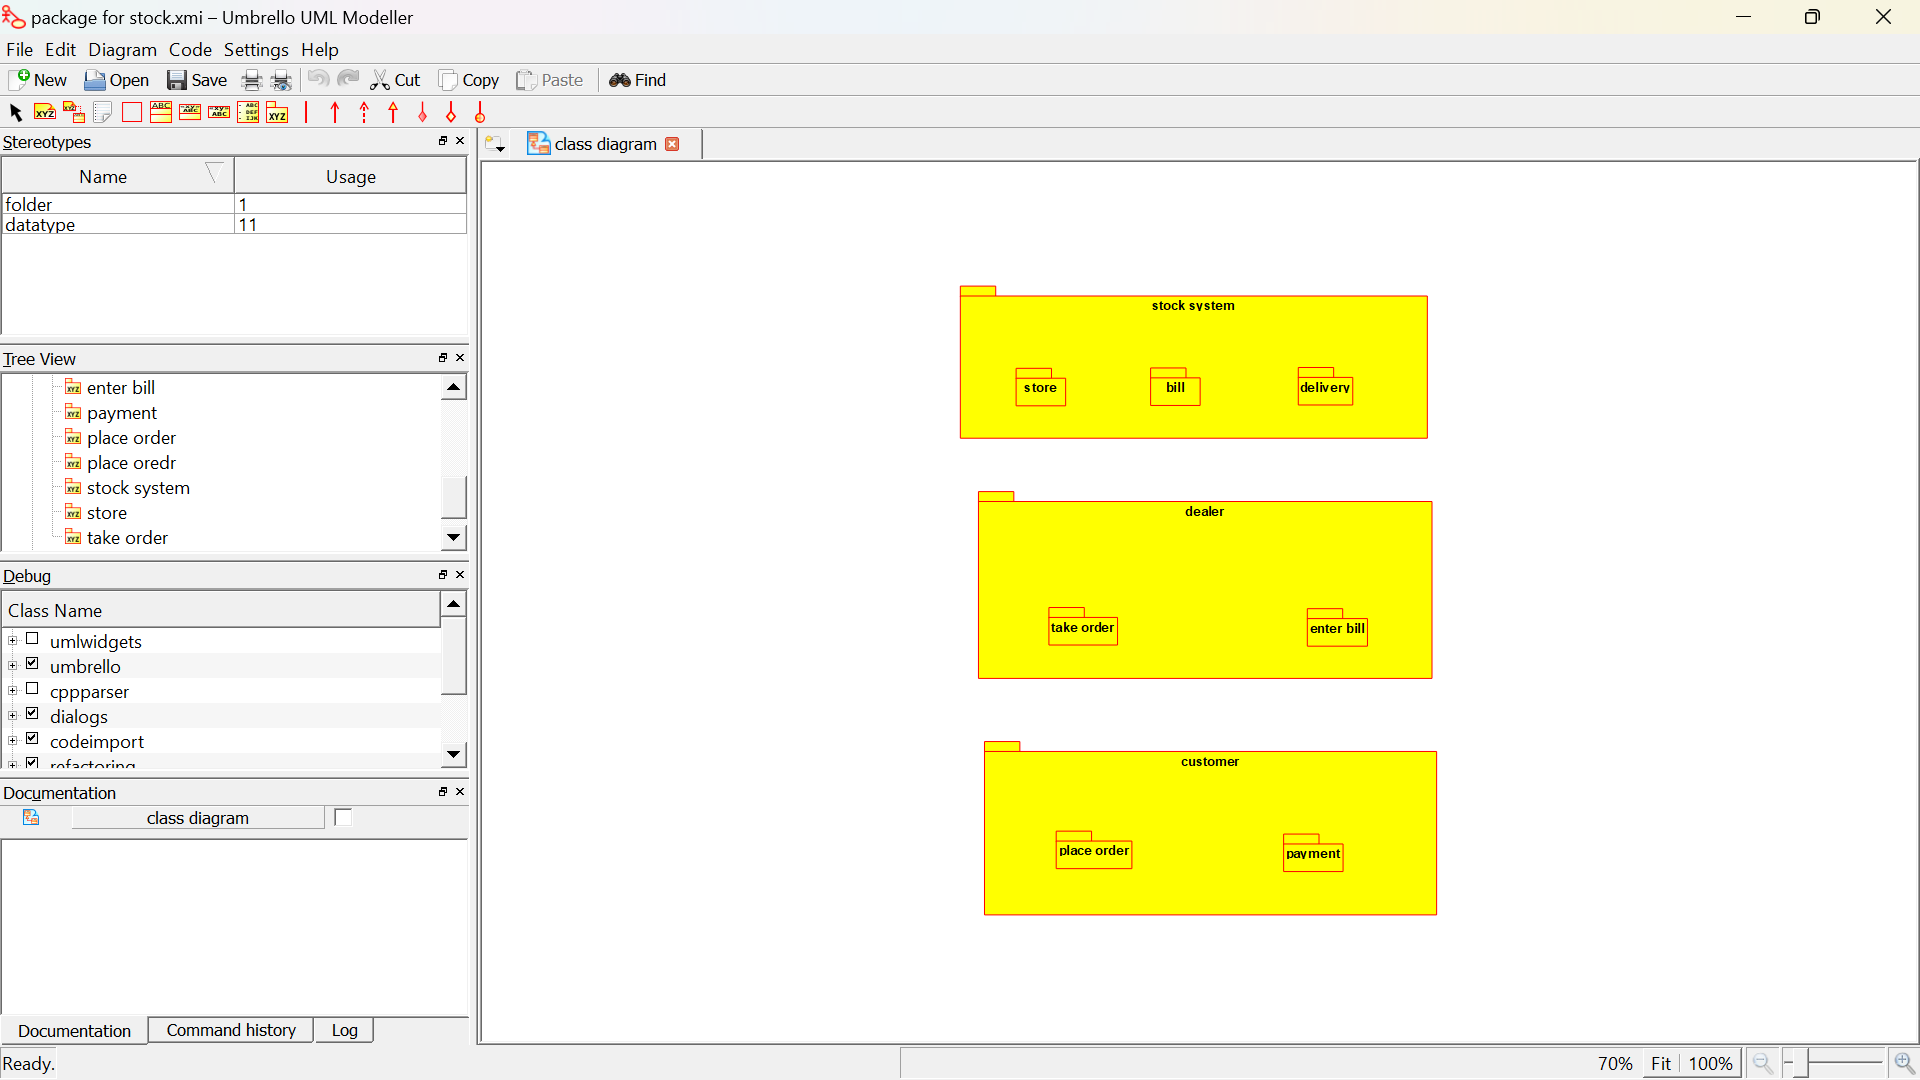 package for stock.xmi – Umbrello UML Modeller
File Edit Diagram Code Settings Help
New Open Save Cut Copy Paste Find
Stereotypes
Name Usage
folder 1
datatype 11
Tree View
enter bill
payment
place order
place oredr
stock system
store
take order
Debug
Class Name
umlwidgets
umbrello
cppparser
dialogs
codeimport
refactoring
Documentation
class diagram
Documentation Command history Log
Ready.
class diagram
stock system
store bill delivery
dealer
take order enter bill
customer
place order payment
70% Fit 100%